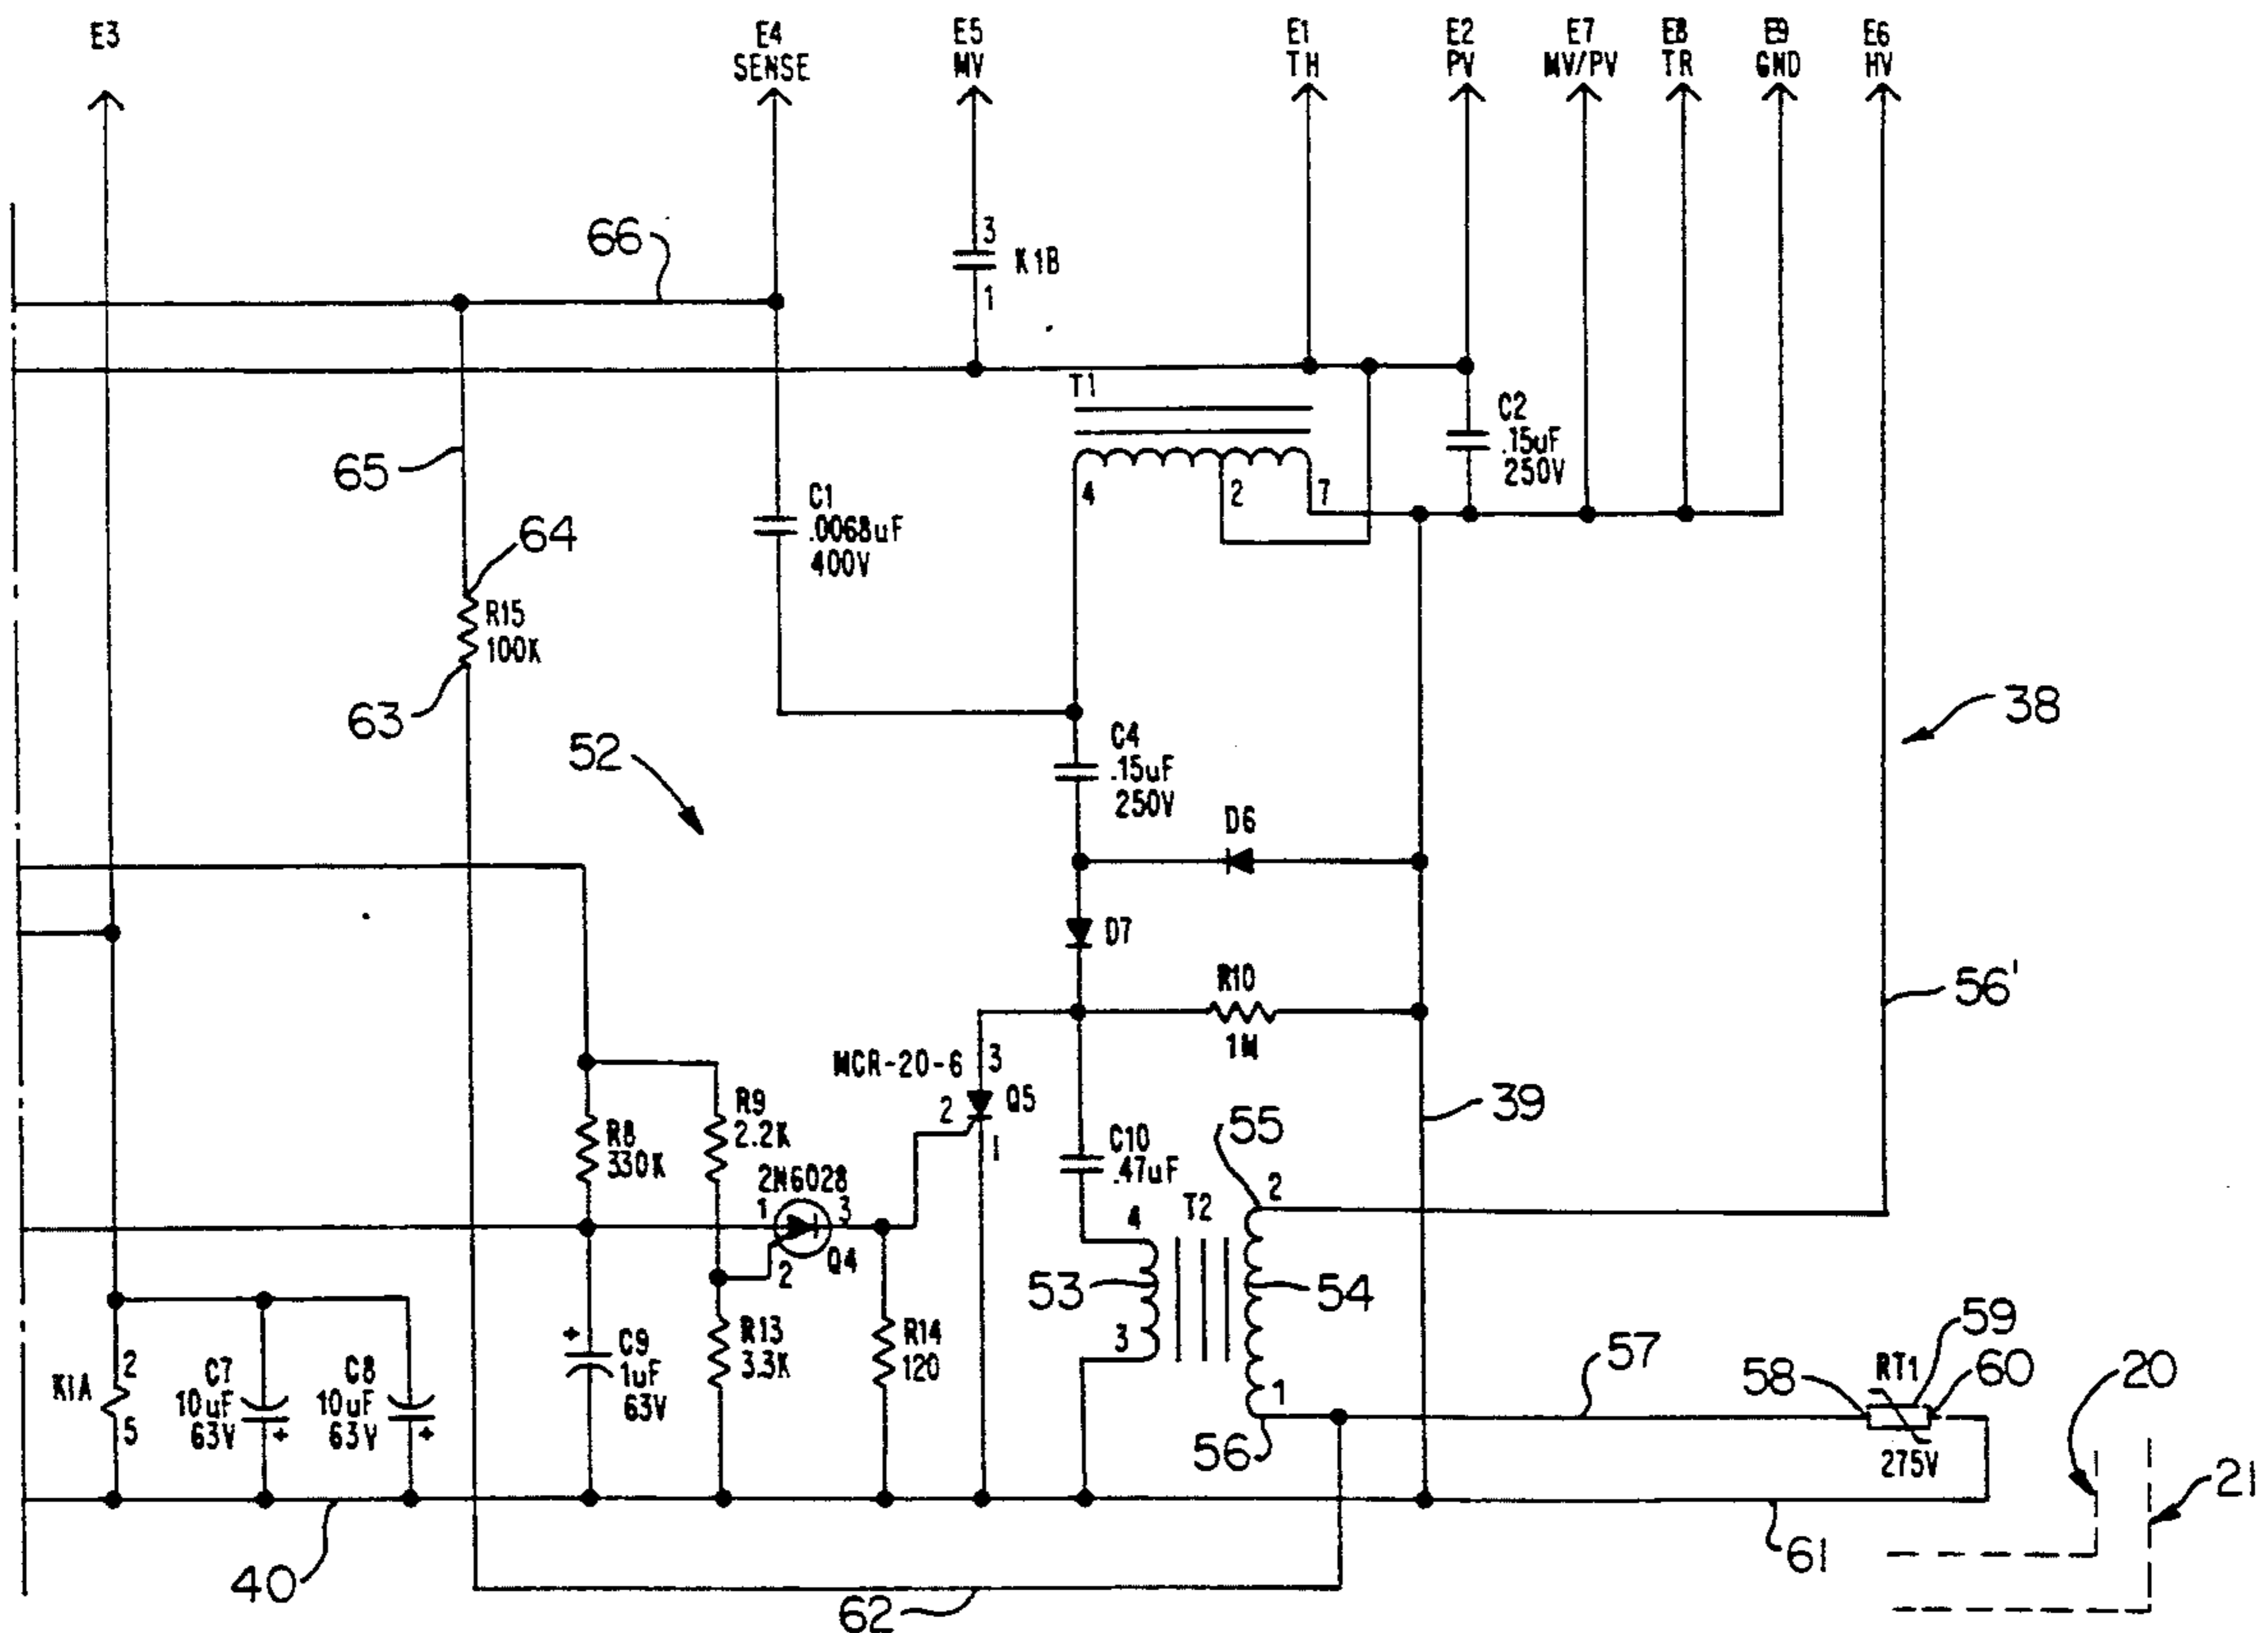 E3
E4
SENSE
E5
MV
E1
TH
E2
PV
E7
MV/PV
E8
TR
E9
GND
E6
HV
66
3
K1B
1
T1
C2
.15uF
250V
65
4
2
7
C1
.0068uF
400V
64
R15
100K
63
38
52
C4
.15uF
250V
D6
D7
56'
R10
1M
MCR-20-6
3
2
Q5
1
39
55
R8
330K
R9
2.2K
C10
.47uF
2N6028
1
3
2
Q4
4
T2
2
53
54
3
1
R13
3.3K
R14
120
57
59
58
RT1
60
20
K1A
2
5
C7
10uF
63V
+
C8
10uF
63V
+
+
C9
1uF
63V
56
275V
21
40
62
61